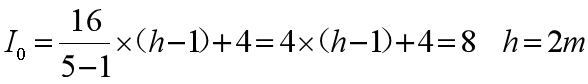 I₀ = 16/(5−1) ×(h−1)+4=4×(h−1)+4=8 h=2m